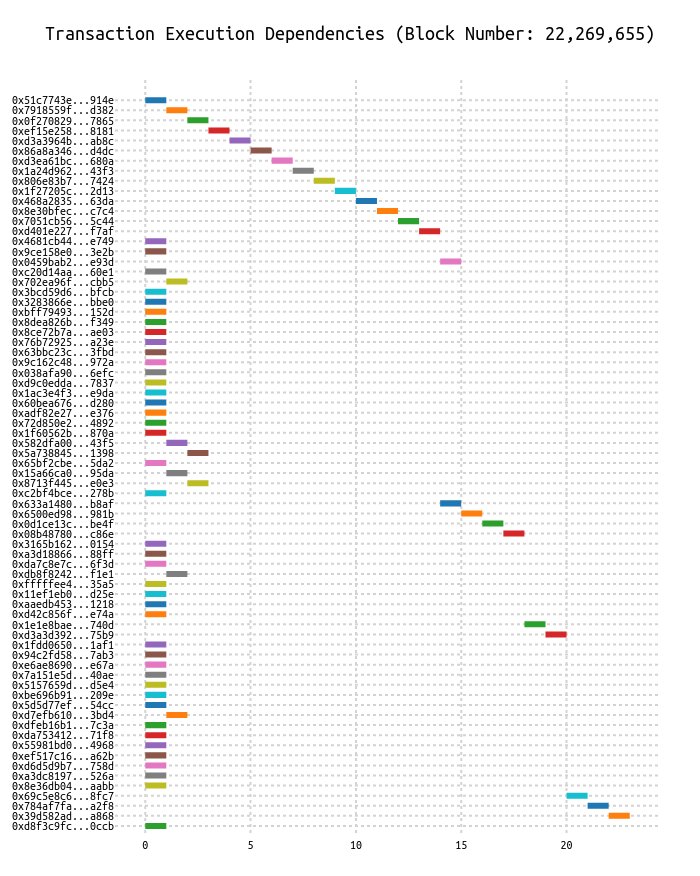 Transaction Execution Dependencies (Block Number: 22,269,655)
0x51c7743e...914e
0x7918559f...d382
0x0f270829...7865
0xef15e258...8181
0xd3a3964b...ab8c
0x86a8a346...d4dc
0xd3ea61bc...680a
0x1a24d962...43f3
0x806e83b7...7424
0x1f27205c...2d13
0x468a2835...63da
0x8e30bfec...c7c4
0x7051cb56...5c44
0xd401e227...f7af
0x4681cb44...e749
0x9ce158e0...3e2b
0x0459bab2...e93d
0xc20d14aa...60e1
0x702ea96f...cbb5
0x3bcd59d6...bfcb
0x3283866e...bbe0
0xbff79493...152d
0x8dea826b...f349
0x8ce72b7a...ae03
0x76b72925...a23e
0x63bbc23c...3fbd
0x9c162c48...972a
0x038afa90...6efc
0xd9c0edda...7837
0x1ac3e4f3...e9da
0x60bea676...d280
0xadf82e27...e376
0x72d850e2...4892
0x1f60562b...870a
0x582dfa00...43f5
0x5a738845...1398
0x65bf2cbe...5da2
0x15a66ca0...95da
0x8713f445...e0e3
0xc2bf4bce...278b
0x633a1480...b8af
0x6500ed98...981b
0x0d1ce13c...be4f
0x08b48780...c86e
0x3165b162...0154
0xa3d18866...88ff
0xda7c8e7c...6f3d
0xdb8f8242...f1e1
0xfffffee4...35a5
0x11ef1eb0...d25e
0xaaedb453...1218
0xd42c856f...e74a
0x1e1e8bae...740d
0xd3a3d392...75b9
0x1fdd0650...1af1
0x94c2fd58...7ab3
0xe6ae8690...e67a
0x7a151e5d...40ae
0x5157659d...d5e4
0xbe696b91...209e
0x5d5d77ef...54cc
0xd7efb610...3bd4
0xdfeb16b1...7c3a
0xda753412...71f8
0x55981bd0...4968
0xef517c16...a62b
0xd6d5d9b7...758d
0xa3dc8197...526a
0x8e36db04...aabb
0x69c5e8c6...8fc7
0x784af7fa...a2f8
0x39d582ad...a868
0xd8f3c9fc...0ccb
0 5 10 15 20